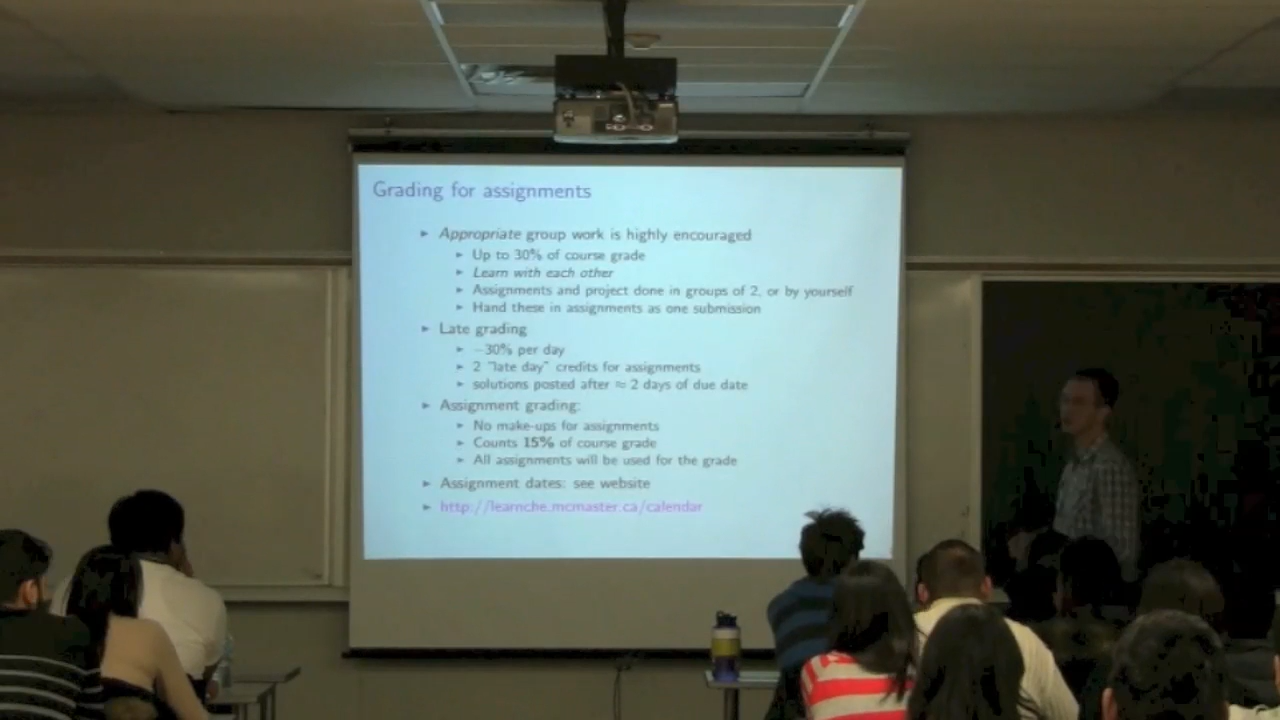 Grading for assignments
► Appropriate group work is highly encouraged
► Up to 30% of course grade
► Learn with each other
► Assignments and project done in groups of 2, or by yourself
► Hand these in assignments as one submission
► Late grading
► −30% per day
► 2 "late day" credits for assignments
► solutions posted after ≈ 2 days of due date
► Assignment grading:
► No make-ups for assignments
► Counts 15% of course grade
► All assignments will be used for the grade
► Assignment dates: see website
► http://learnche.mcmaster.ca/calendar